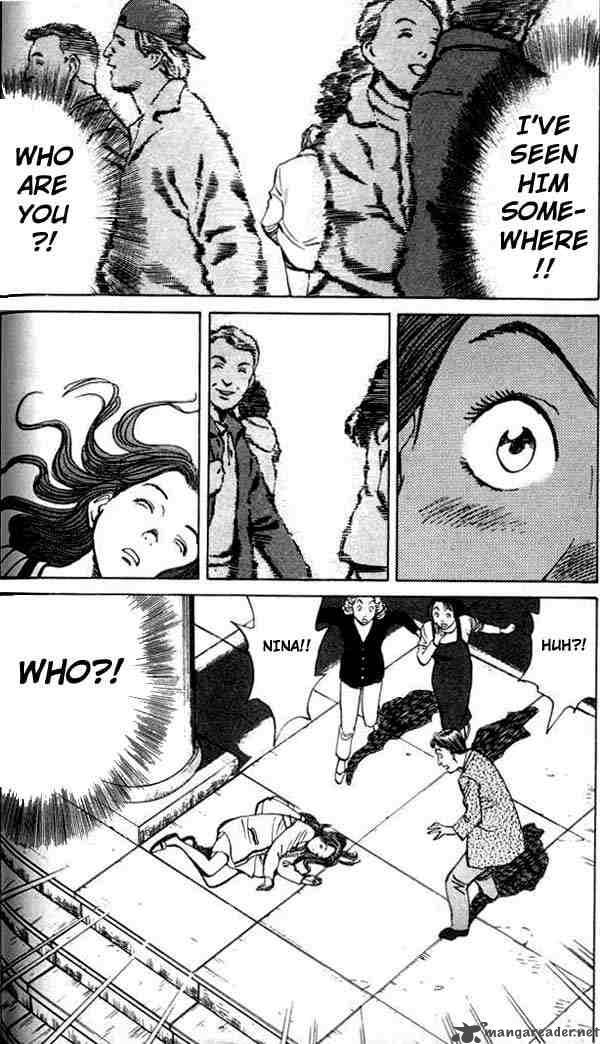 I'VE
SEEN
HIM
SOME-
WHERE
!!
WHO
ARE
YOU
?!
HUH?!
NINA!!
WHO?!
mangareader.net